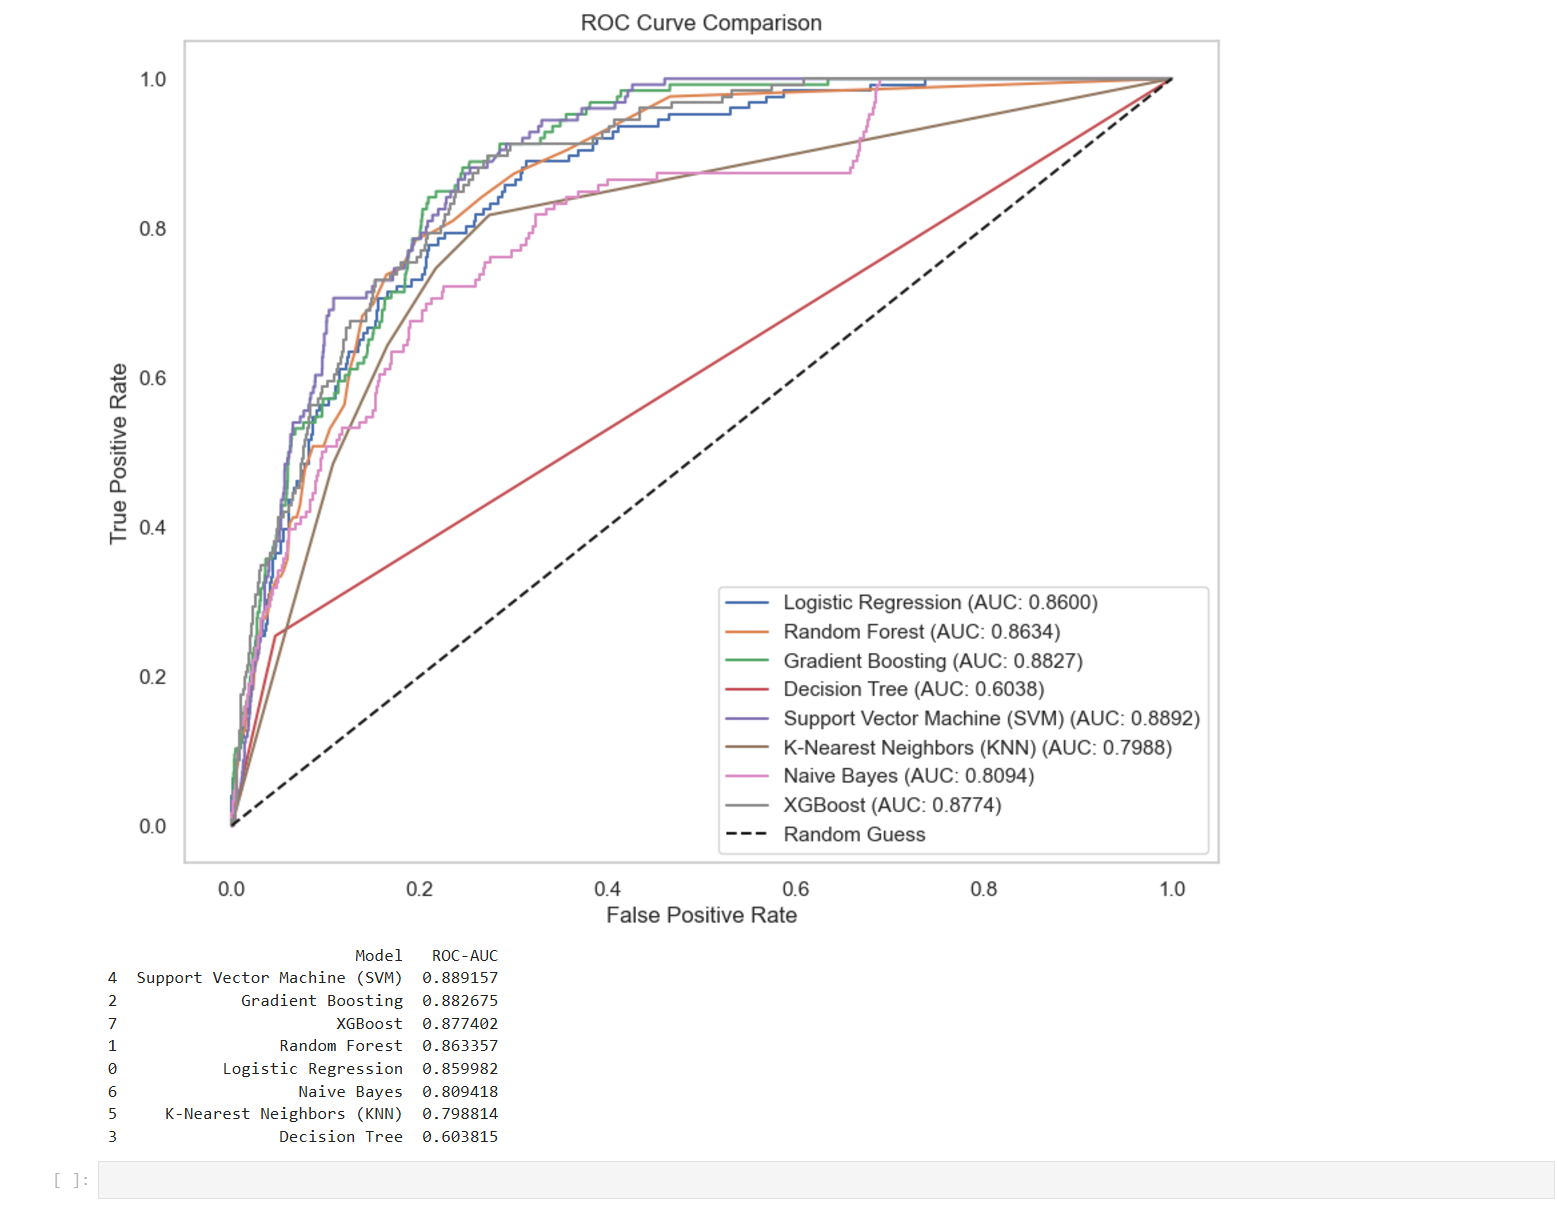 ROC Curve Comparison
1.0
0.8
0.6
0.4
0.2
0.0
True Positive Rate
Logistic Regression (AUC: 0.8600)
Random Forest (AUC: 0.8634)
Gradient Boosting (AUC: 0.8827)
Decision Tree (AUC: 0.6038)
Support Vector Machine (SVM) (AUC: 0.8892)
K-Nearest Neighbors (KNN) (AUC: 0.7988)
Naive Bayes (AUC: 0.8094)
XGBoost (AUC: 0.8774)
Random Guess
0.0 0.2 0.4 0.6 0.8 1.0
False Positive Rate
Model ROC-AUC
4 Support Vector Machine (SVM) 0.889157
2 Gradient Boosting 0.882675
7 XGBoost 0.877402
1 Random Forest 0.863357
0 Logistic Regression 0.859982
6 Naive Bayes 0.809418
5 K-Nearest Neighbors (KNN) 0.798814
3 Decision Tree 0.603815
[ ]: